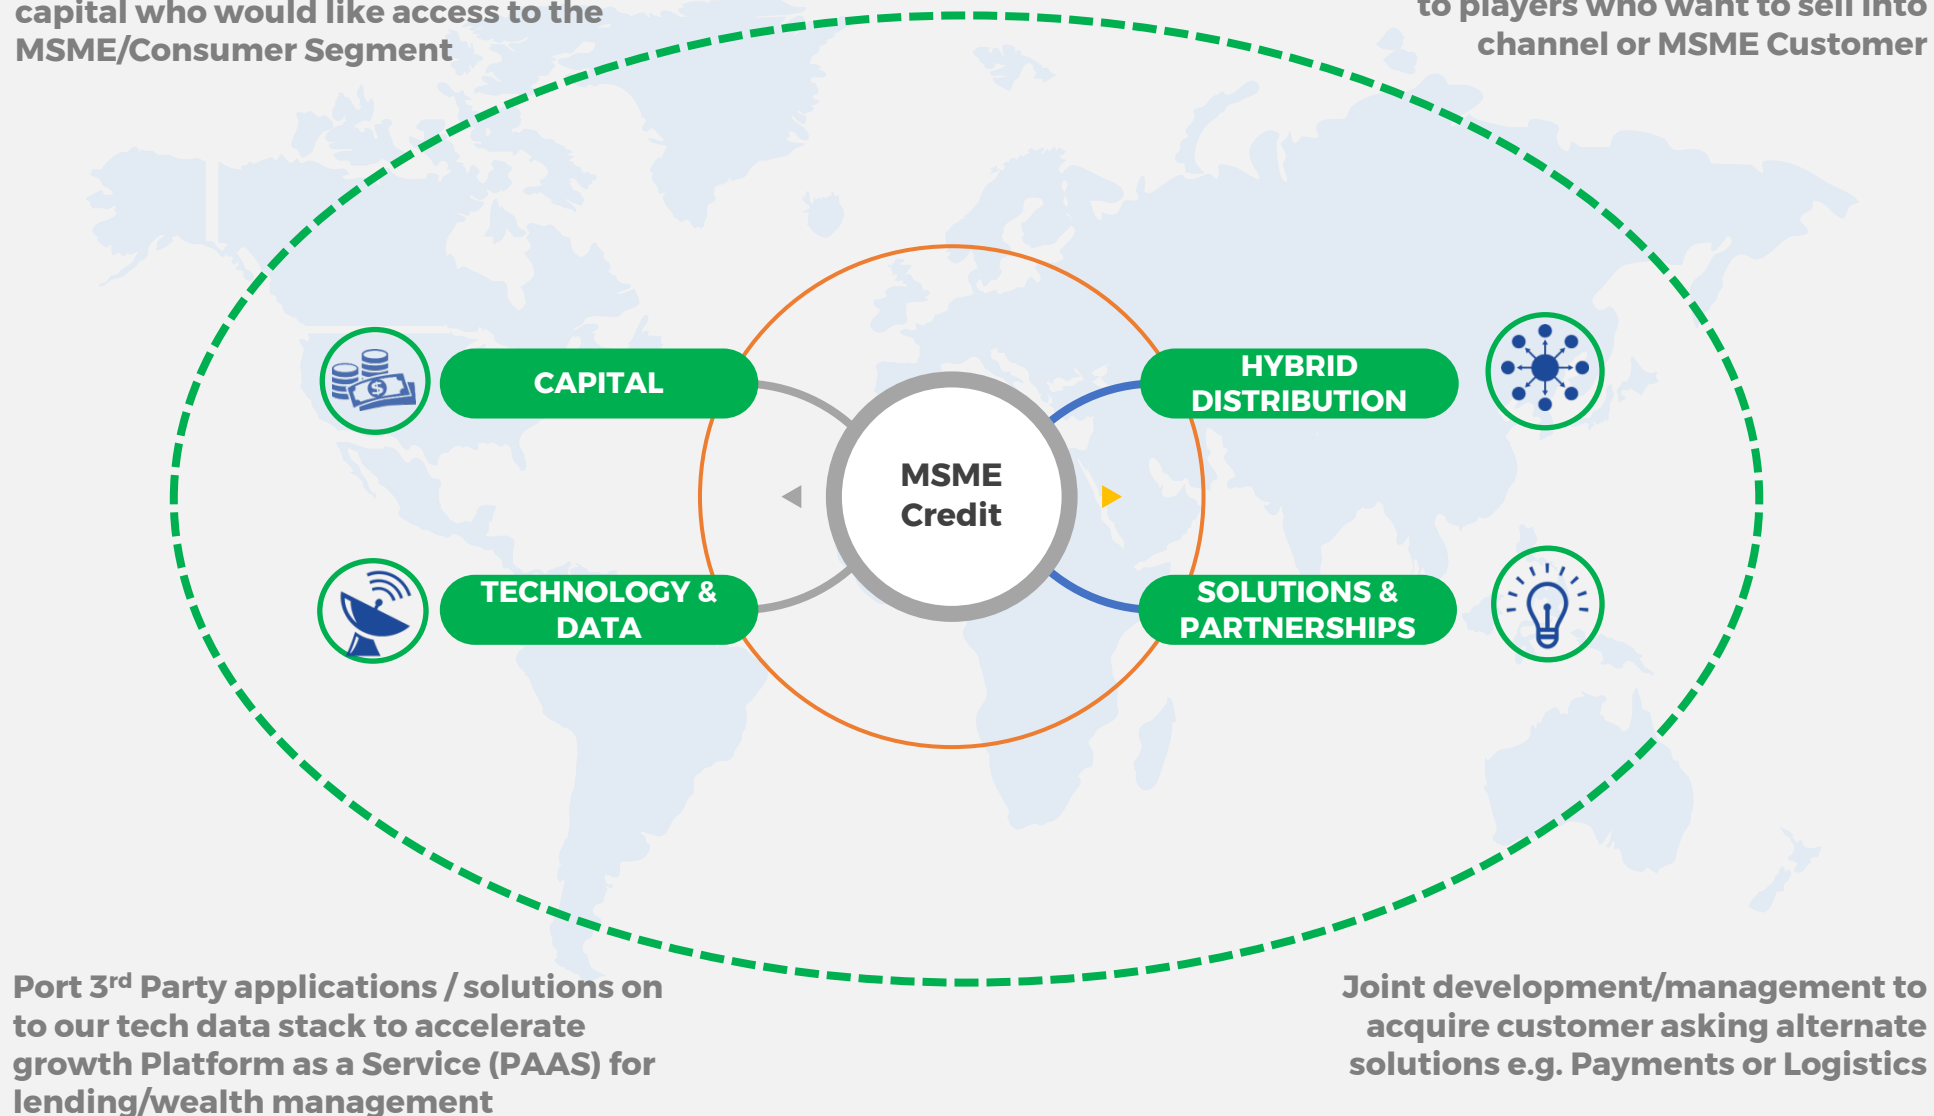 capital who would like access to the
MSME/Consumer Segment
to players who want to sell into
channel or MSME Customer
CAPITAL
HYBRID
DISTRIBUTION
MSME
Credit
TECHNOLOGY &
DATA
SOLUTIONS &
PARTNERSHIPS
Port 3rd Party applications / solutions on
to our tech data stack to accelerate
growth Platform as a Service (PAAS) for
lending/wealth management
Joint development/management to
acquire customer asking alternate
solutions e.g. Payments or Logistics